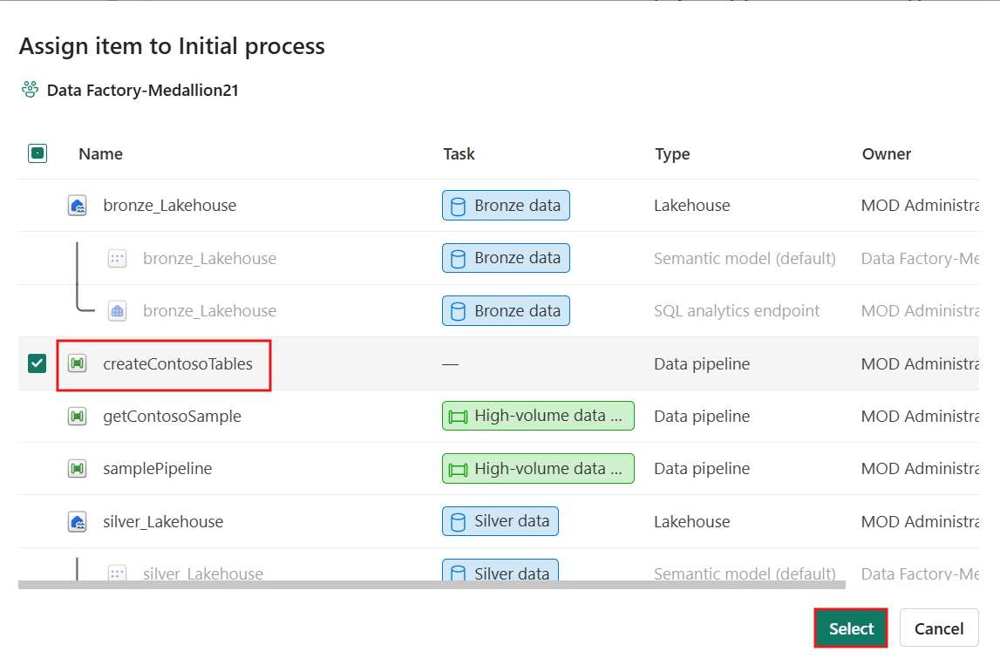 Assign item to Initial process
Data Factory-Medallion21
Name Task Type Owner
bronze_Lakehouse Bronze data Lakehouse MOD Administra
bronze_Lakehouse Bronze data Semantic model (default) Data Factory-Me
bronze_Lakehouse Bronze data SQL analytics endpoint MOD Administra
createContosoTables — Data pipeline MOD Administra
getContosoSample High-volume data ... Data pipeline MOD Administra
samplePipeline High-volume data ... Data pipeline MOD Administra
silver_Lakehouse Silver data Lakehouse MOD Administra
silver_Lakehouse Silver data Semantic model (default) Data Factory-Me
Select Cancel